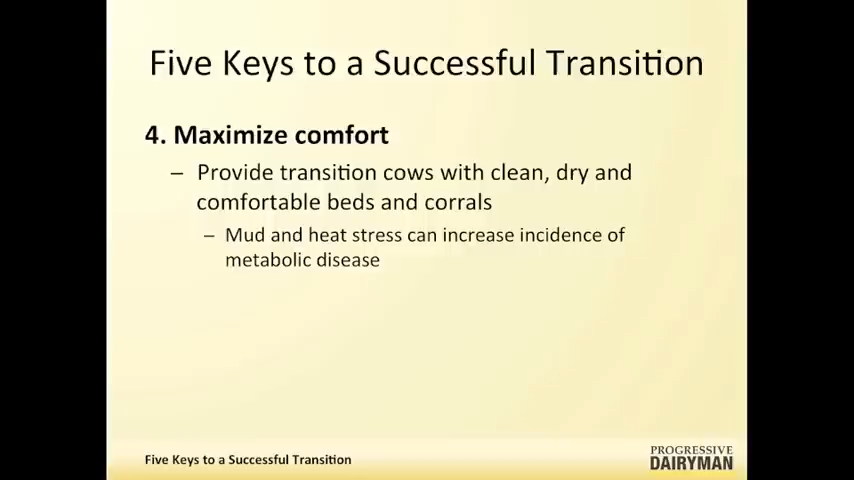 Five Keys to a Successful Transition
4. Maximize comfort
– Provide transition cows with clean, dry and
comfortable beds and corrals
– Mud and heat stress can increase incidence of
metabolic disease
Five Keys to a Successful Transition
PROGRESSIVE
DAIRYMAN